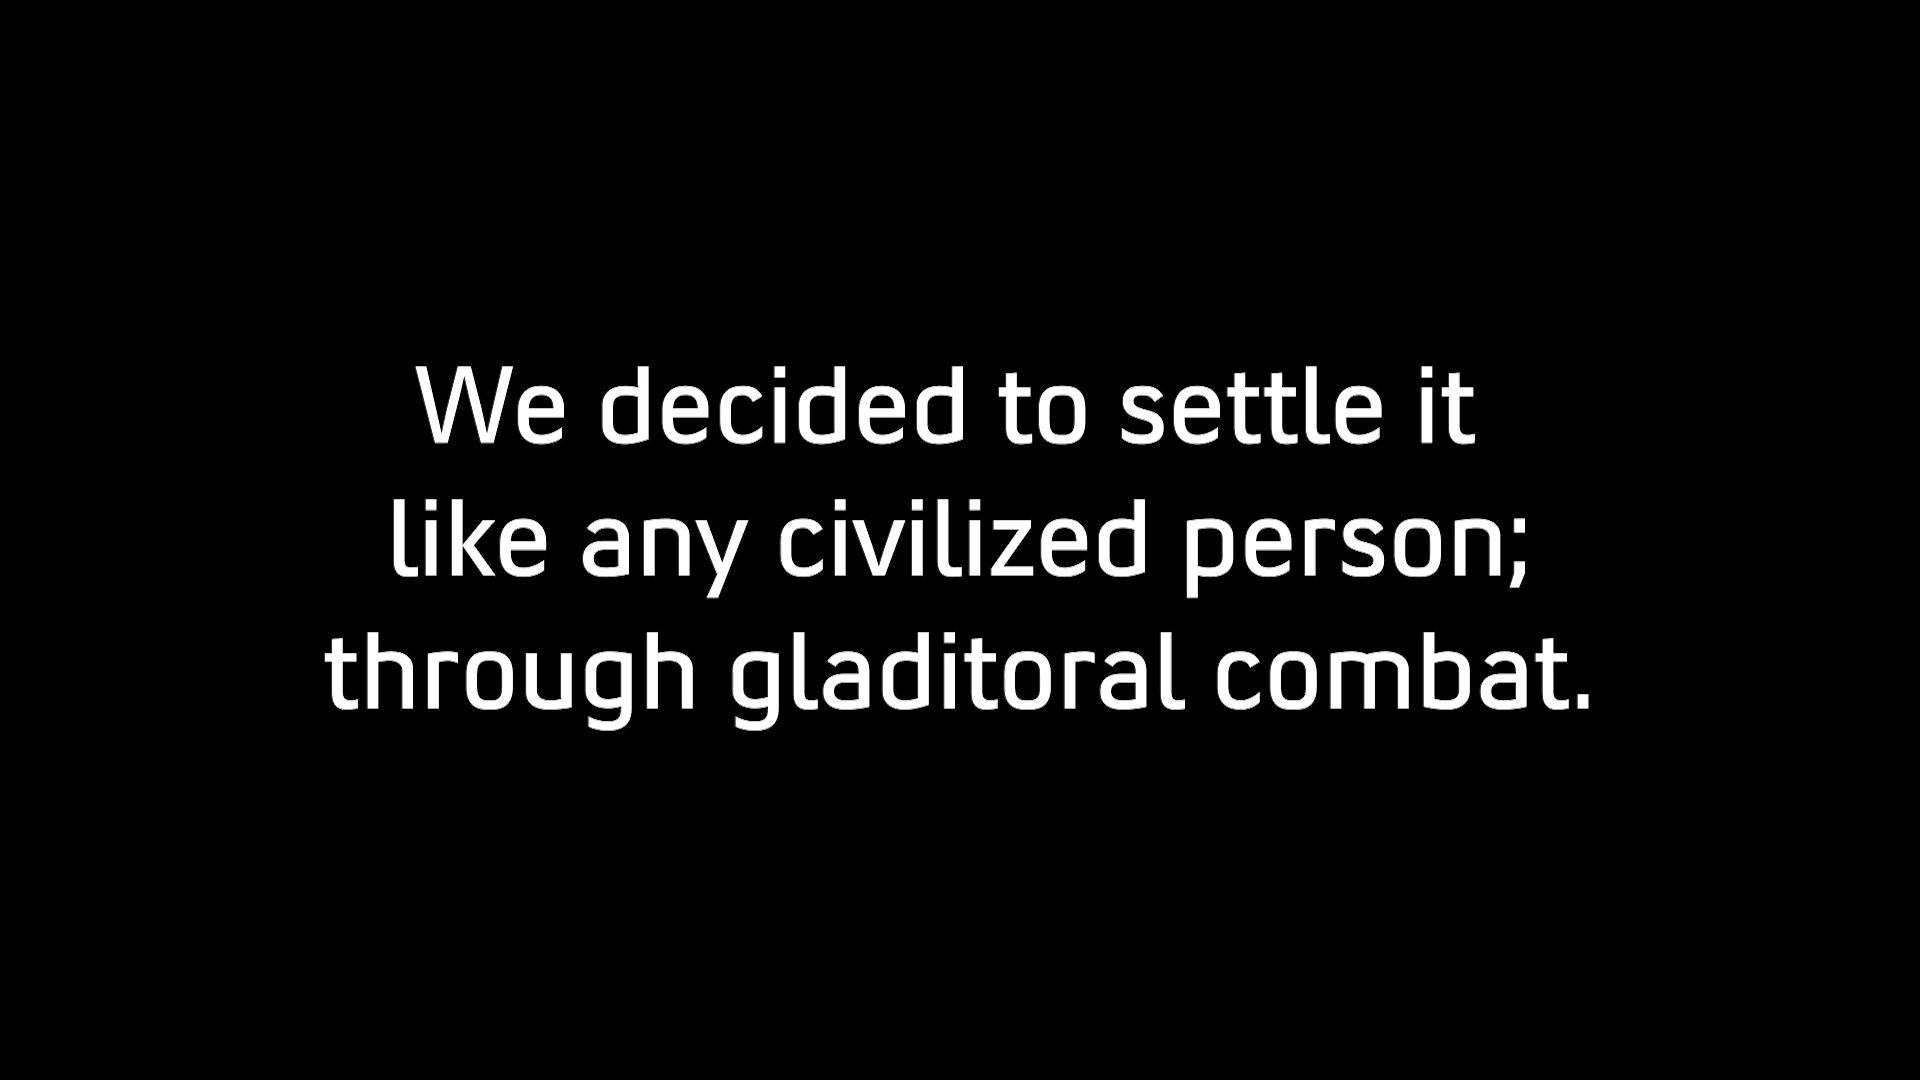 We decided to settle it
like any civilized person;
through gladitoral combat.